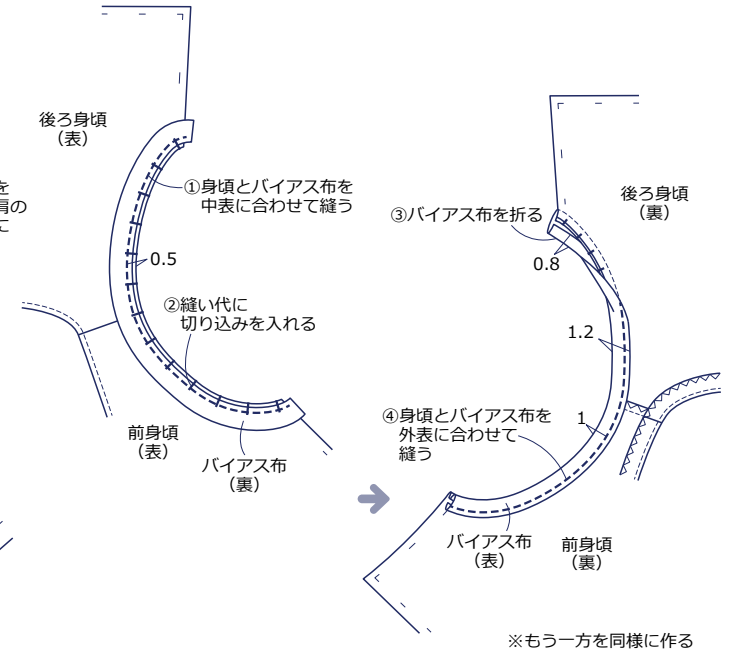 後ろ身頃
（表）
を
肩の
に
①身頃とバイアス布を
中表に合わせて縫う
0.5
②縫い代に
切り込みを入れる
前身頃
（表）
バイアス布
（裏）
後ろ身頃
（裏）
③バイアス布を折る
0.8
1.2
1
④身頃とバイアス布を
外表に合わせて
縫う
バイアス布
（表）
前身頃
（裏）
※もう一方を同様に作る